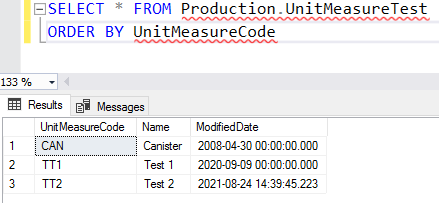 SELECT * FROM Production.UnitMeasureTest
ORDER BY UnitMeasureCode
133 %
Results Messages
UnitMeasureCode Name ModifiedDate
1 CAN Canister 2008-04-30 00:00:00.000
2 TT1 Test 1 2020-09-09 00:00:00.000
3 TT2 Test 2 2021-08-24 14:39:45.223